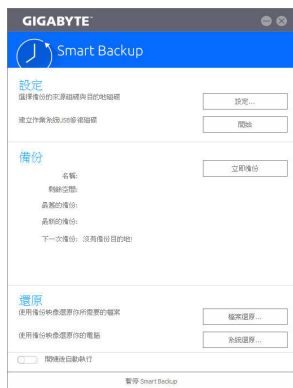 GIGABYTE™
Smart Backup
設定
選擇備份的來源磁碟與目的地磁碟
設定...
建立作業系統USB修復磁碟
開始
備份
立即備份
名稱:
剩餘空間:
最舊的備份:
最新的備份:
下一次備份: 沒有備份目的地!
還原
使用備份映像還原你所需要的檔案
檔案還原...
使用備份映像還原你的電腦
系統還原...
開機後自動執行
暫停 Smart Backup